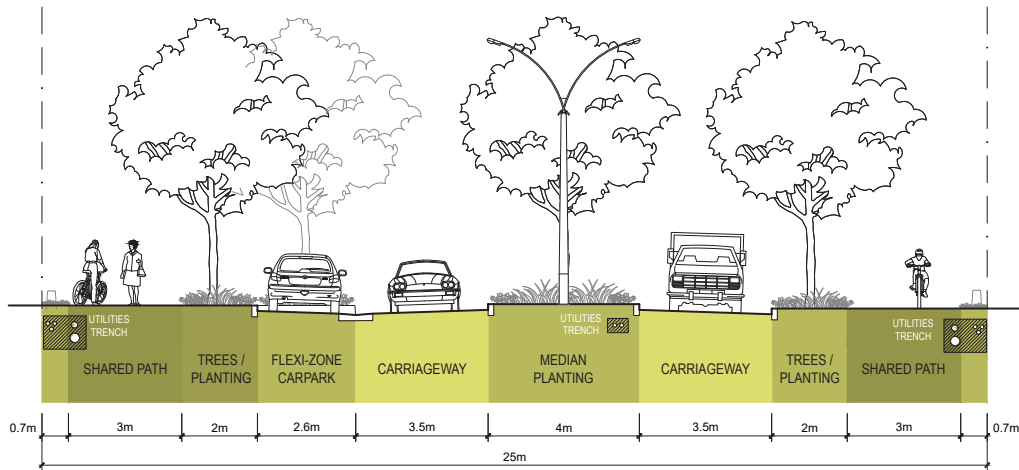 UTILITIES
TRENCH
UTILITIES
TRENCH
UTILITIES
TRENCH
SHARED PATH
TREES /
PLANTING
FLEXI-ZONE
CARPARK
CARRIAGEWAY
MEDIAN
PLANTING
CARRIAGEWAY
TREES /
PLANTING
SHARED PATH
0.7m
3m
2m
2.6m
3.5m
4m
3.5m
2m
3m
0.7m
25m